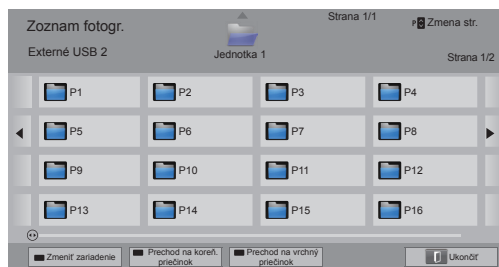 Zoznam fotogr.
Strana 1/1
P Zmena str.
Externé USB 2
Jednotka 1
Strana 1/2
P1 P2 P3 P4
P5 P6 P7 P8
P9 P10 P11 P12
P13 P14 P15 P16
Zmeniť zariadenie
Prechod na koreň.
priečinok
Prechod na vrchný
priečinok
Ukončiť